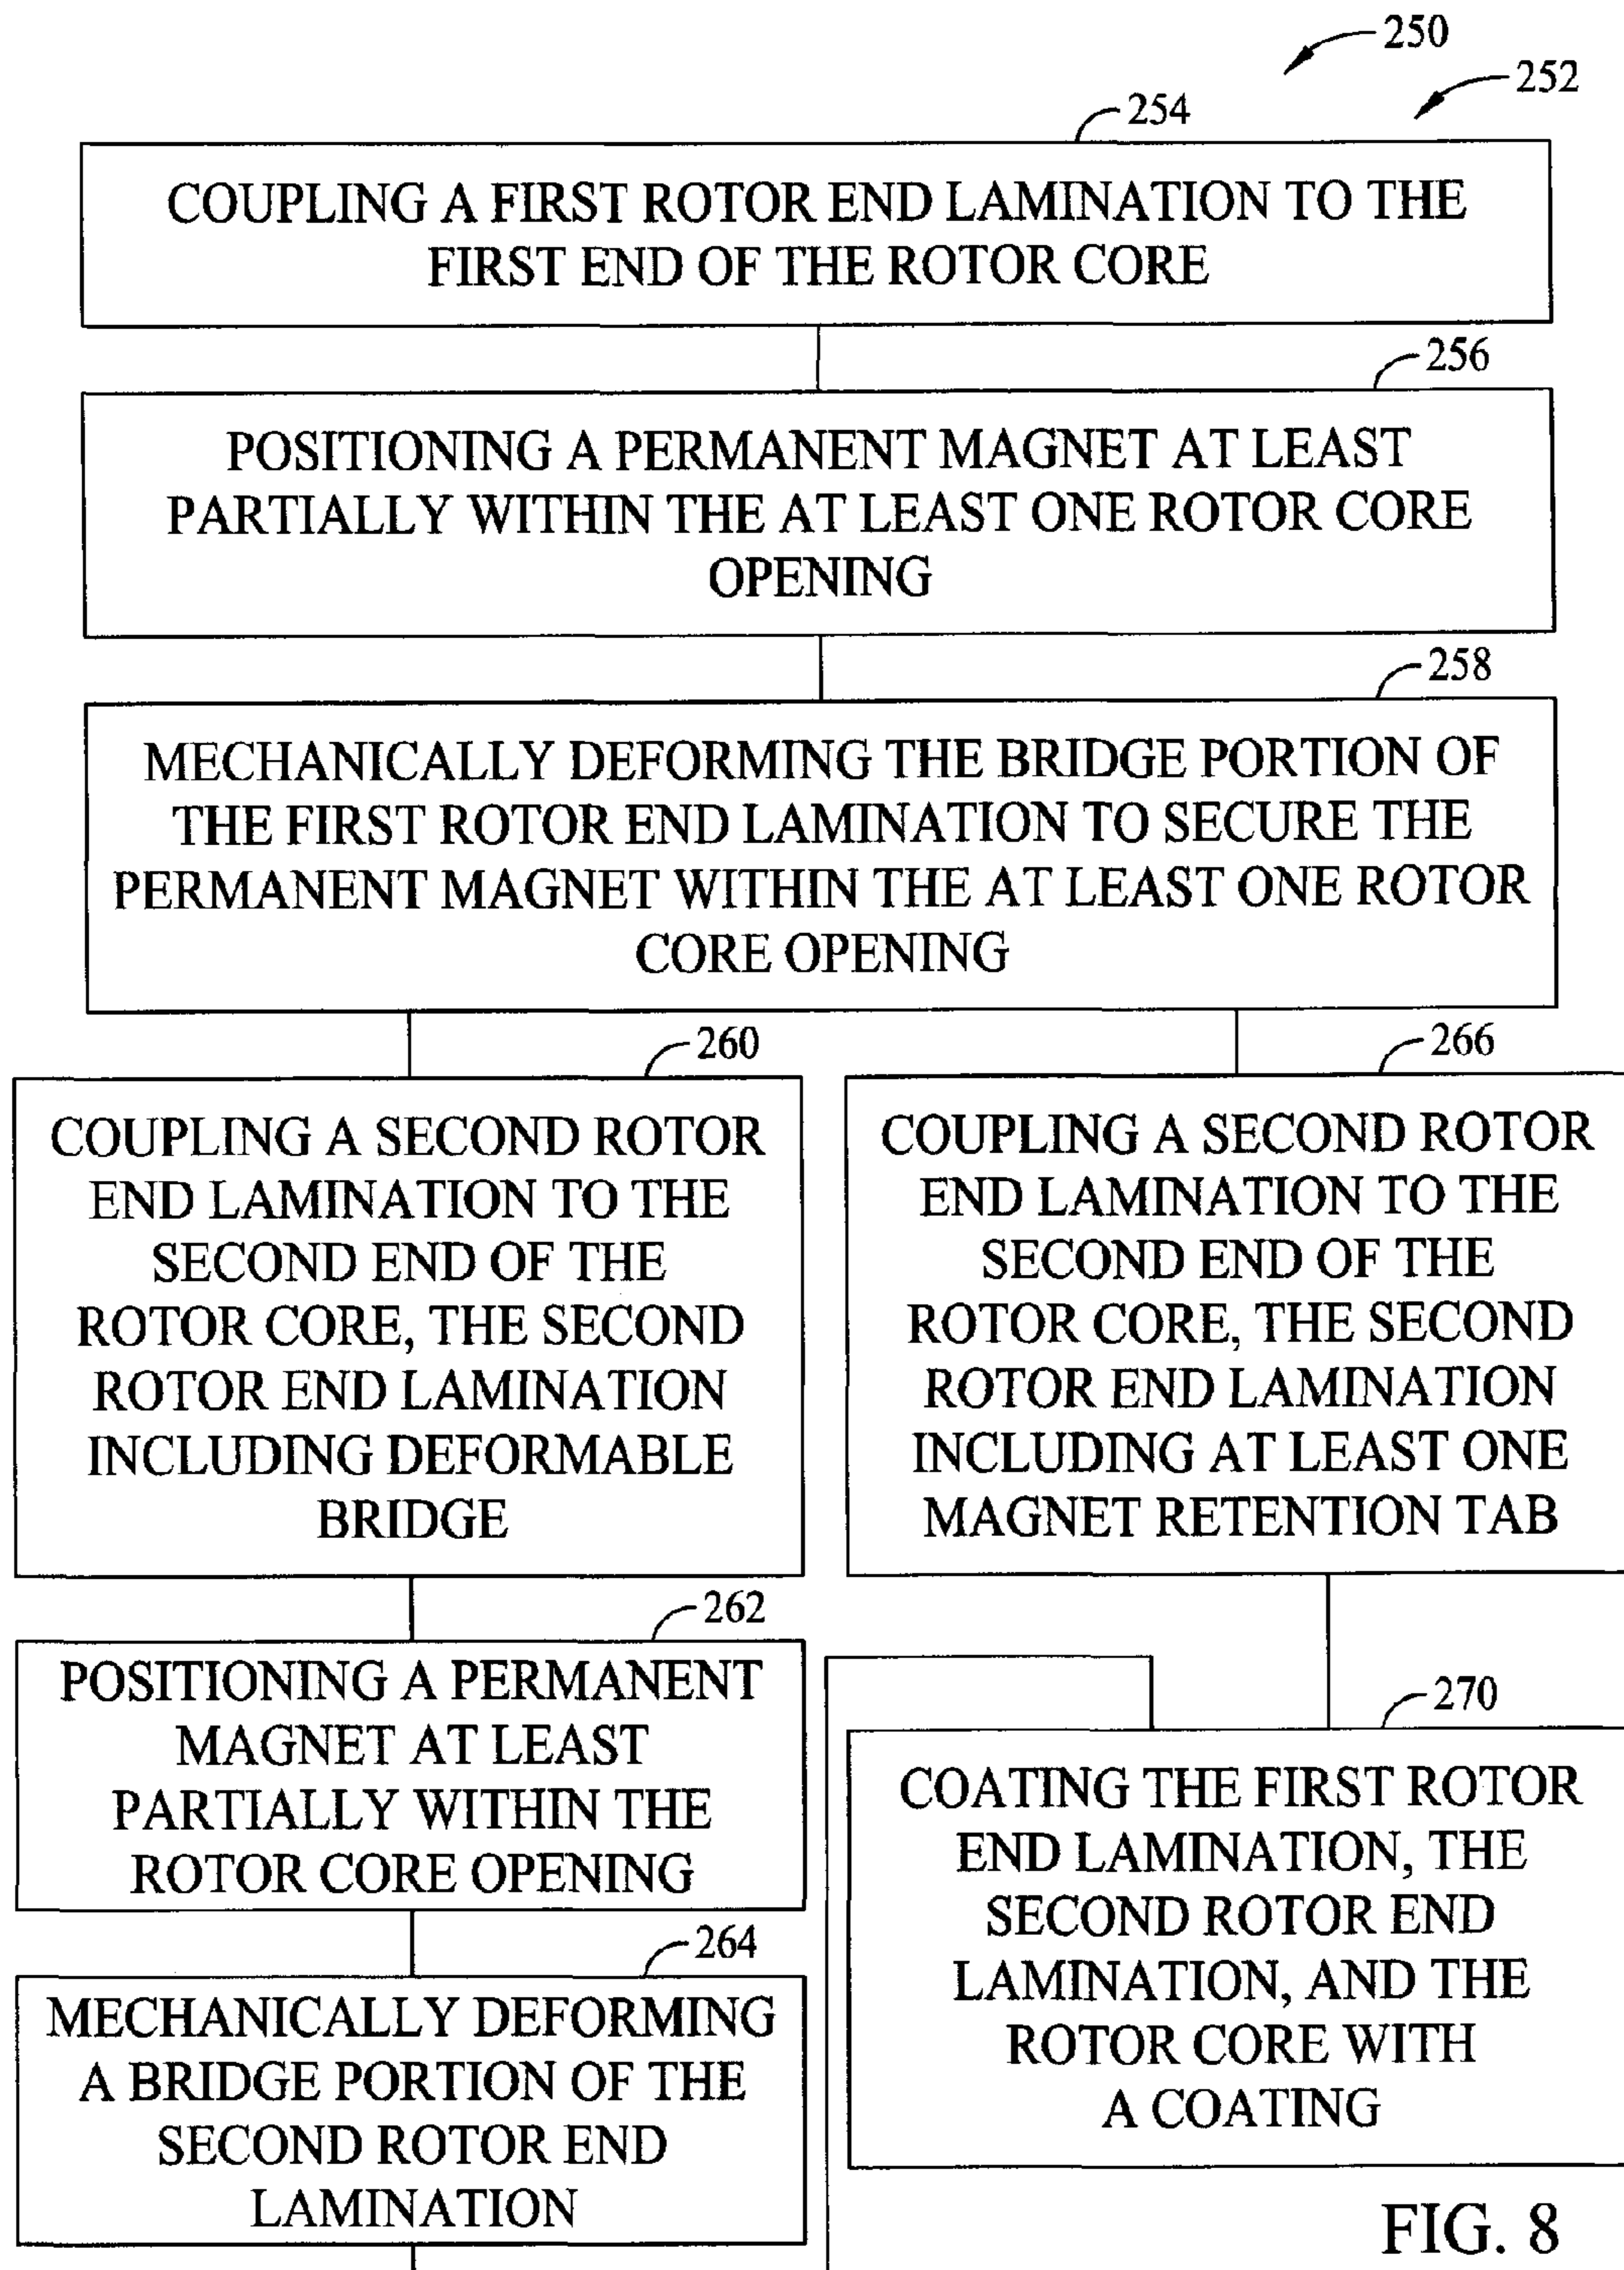 250
252
254
COUPLING A FIRST ROTOR END LAMINATION TO THE
FIRST END OF THE ROTOR CORE
256
POSITIONING A PERMANENT MAGNET AT LEAST
PARTIALLY WITHIN THE AT LEAST ONE ROTOR CORE
OPENING
258
MECHANICALLY DEFORMING THE BRIDGE PORTION OF
THE FIRST ROTOR END LAMINATION TO SECURE THE
PERMANENT MAGNET WITHIN THE AT LEAST ONE ROTOR
CORE OPENING
260
COUPLING A SECOND ROTOR
END LAMINATION TO THE
SECOND END OF THE
ROTOR CORE, THE SECOND
ROTOR END LAMINATION
INCLUDING DEFORMABLE
BRIDGE
266
COUPLING A SECOND ROTOR
END LAMINATION TO THE
SECOND END OF THE
ROTOR CORE, THE SECOND
ROTOR END LAMINATION
INCLUDING AT LEAST ONE
MAGNET RETENTION TAB
262
POSITIONING A PERMANENT
MAGNET AT LEAST
PARTIALLY WITHIN THE
ROTOR CORE OPENING
264
MECHANICALLY DEFORMING
A BRIDGE PORTION OF THE
SECOND ROTOR END
LAMINATION
270
COATING THE FIRST ROTOR
END LAMINATION, THE
SECOND ROTOR END
LAMINATION, AND THE
ROTOR CORE WITH
A COATING
FIG. 8